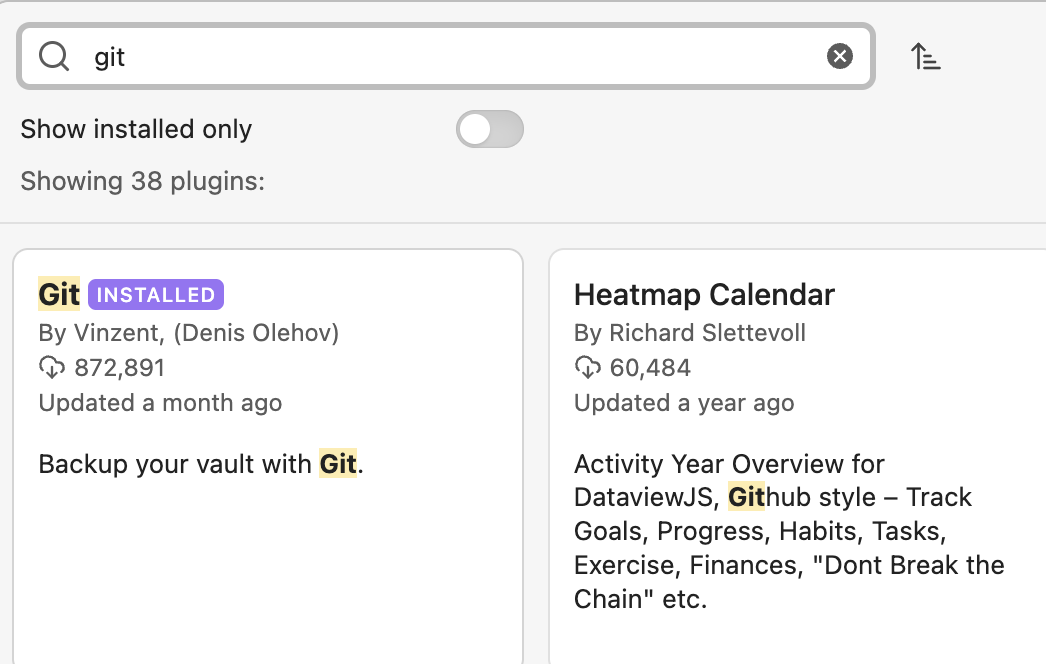 git
Show installed only
Showing 38 plugins:
Git INSTALLED
By Vinzent, (Denis Olehov)
872,891
Updated a month ago
Backup your vault with Git.
Heatmap Calendar
By Richard Slettevoll
60,484
Updated a year ago
Activity Year Overview for
DataviewJS, Github style – Track
Goals, Progress, Habits, Tasks,
Exercise, Finances, "Dont Break the
Chain" etc.